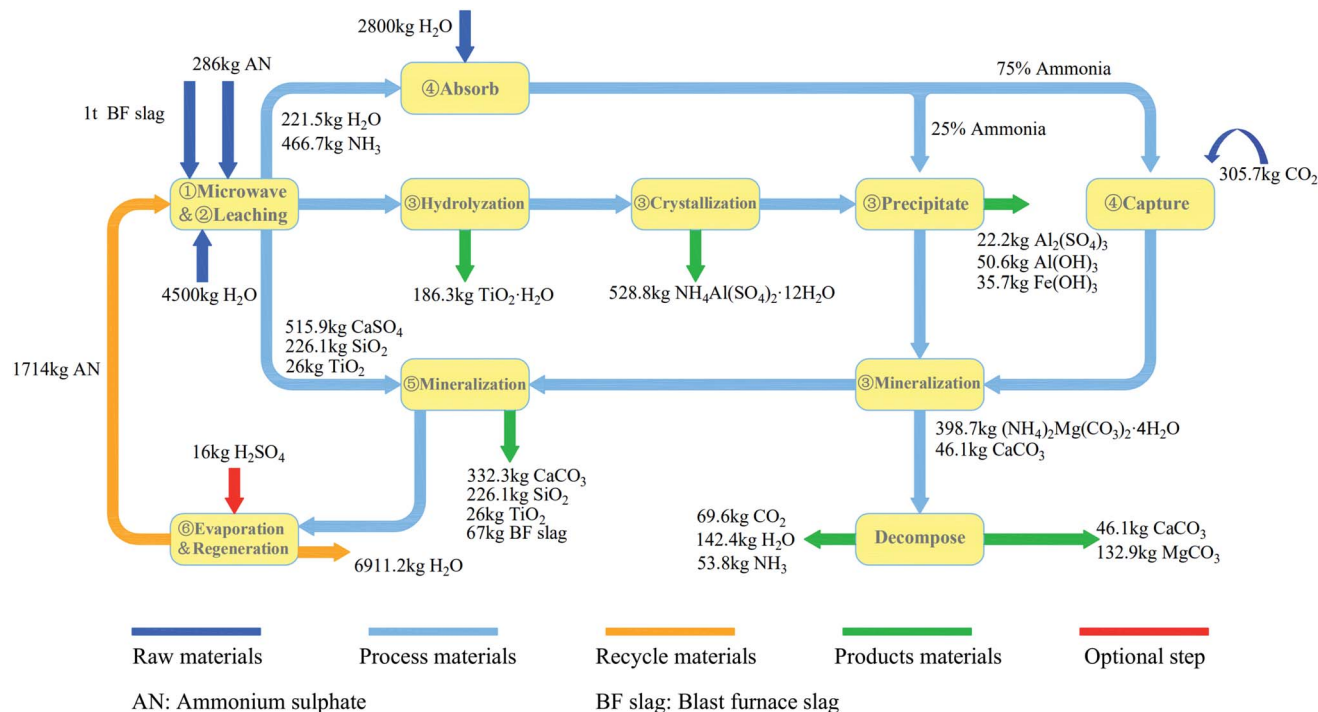 2800kg H₂O
286kg AN
1t BF slag
④Absorb
75% Ammonia
221.5kg H₂O
466.7kg NH₃
25% Ammonia
305.7kg CO₂
①Microwave
&②Leaching
③Hydrolyzation
③Crystallization
③Precipitate
④Capture
4500kg H₂O
186.3kg TiO₂·H₂O
528.8kg NH₄Al(SO₄)₂·12H₂O
22.2kg Al₂(SO₄)₃
50.6kg Al(OH)₃
35.7kg Fe(OH)₃
515.9kg CaSO₄
226.1kg SiO₂
26kg TiO₂
1714kg AN
⑤Mineralization
③Mineralization
398.7kg (NH₄)₂Mg(CO₃)₂·4H₂O
46.1kg CaCO₃
16kg H₂SO₄
332.3kg CaCO₃
226.1kg SiO₂
26kg TiO₂
67kg BF slag
⑥Evaporation
&Regeneration
6911.2kg H₂O
69.6kg CO₂
142.4kg H₂O
53.8kg NH₃
Decompose
46.1kg CaCO₃
132.9kg MgCO₃
Raw materials
Process materials
Recycle materials
Products materials
Optional step
AN: Ammonium sulphate
BF slag: Blast furnace slag